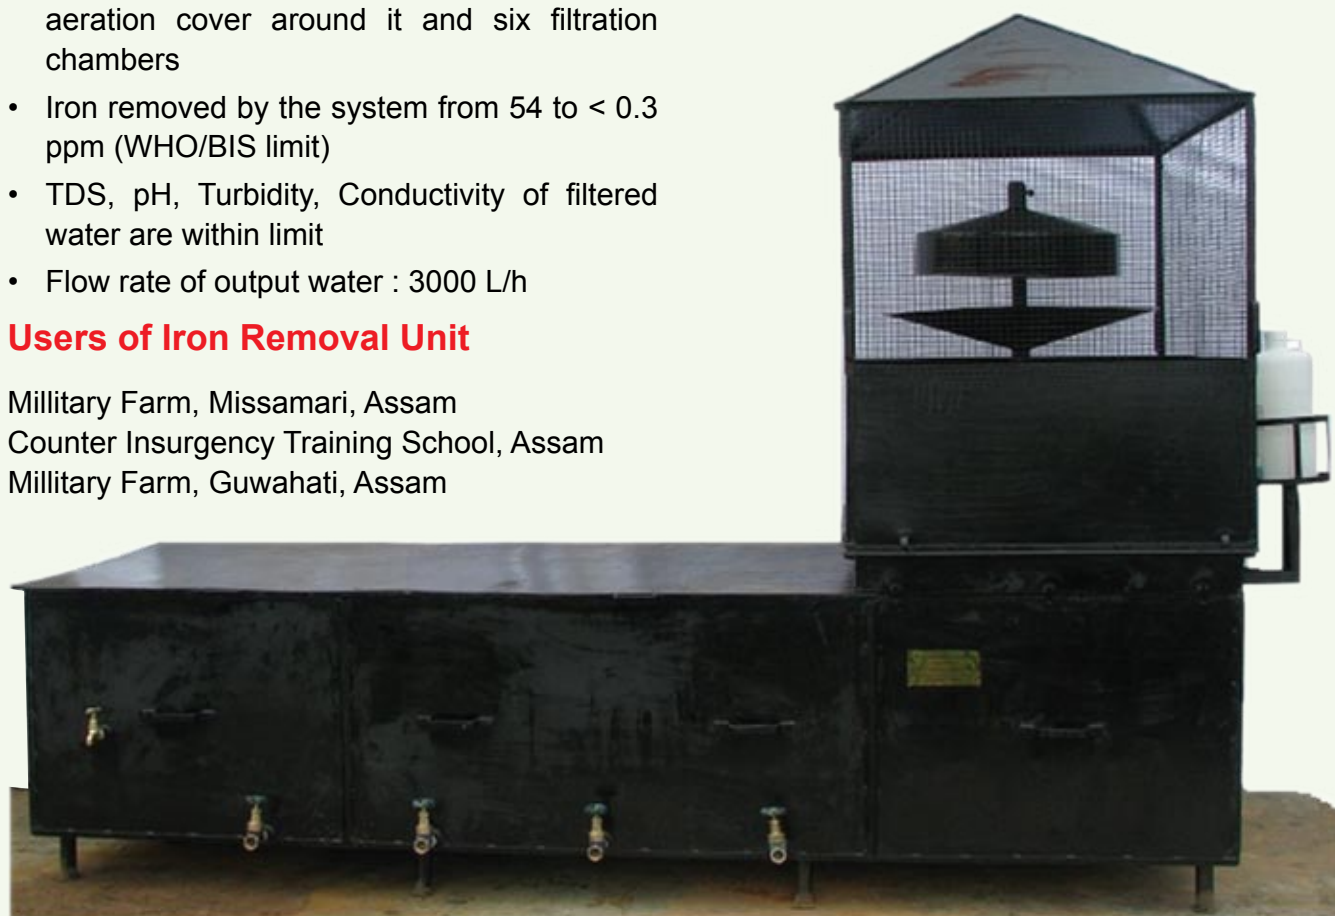 aeration cover around it and six filtration
chambers
• Iron removed by the system from 54 to < 0.3
ppm (WHO/BIS limit)
• TDS, pH, Turbidity, Conductivity of filtered
water are within limit
• Flow rate of output water : 3000 L/h
Users of Iron Removal Unit
Millitary Farm, Missamari, Assam
Counter Insurgency Training School, Assam
Millitary Farm, Guwahati, Assam